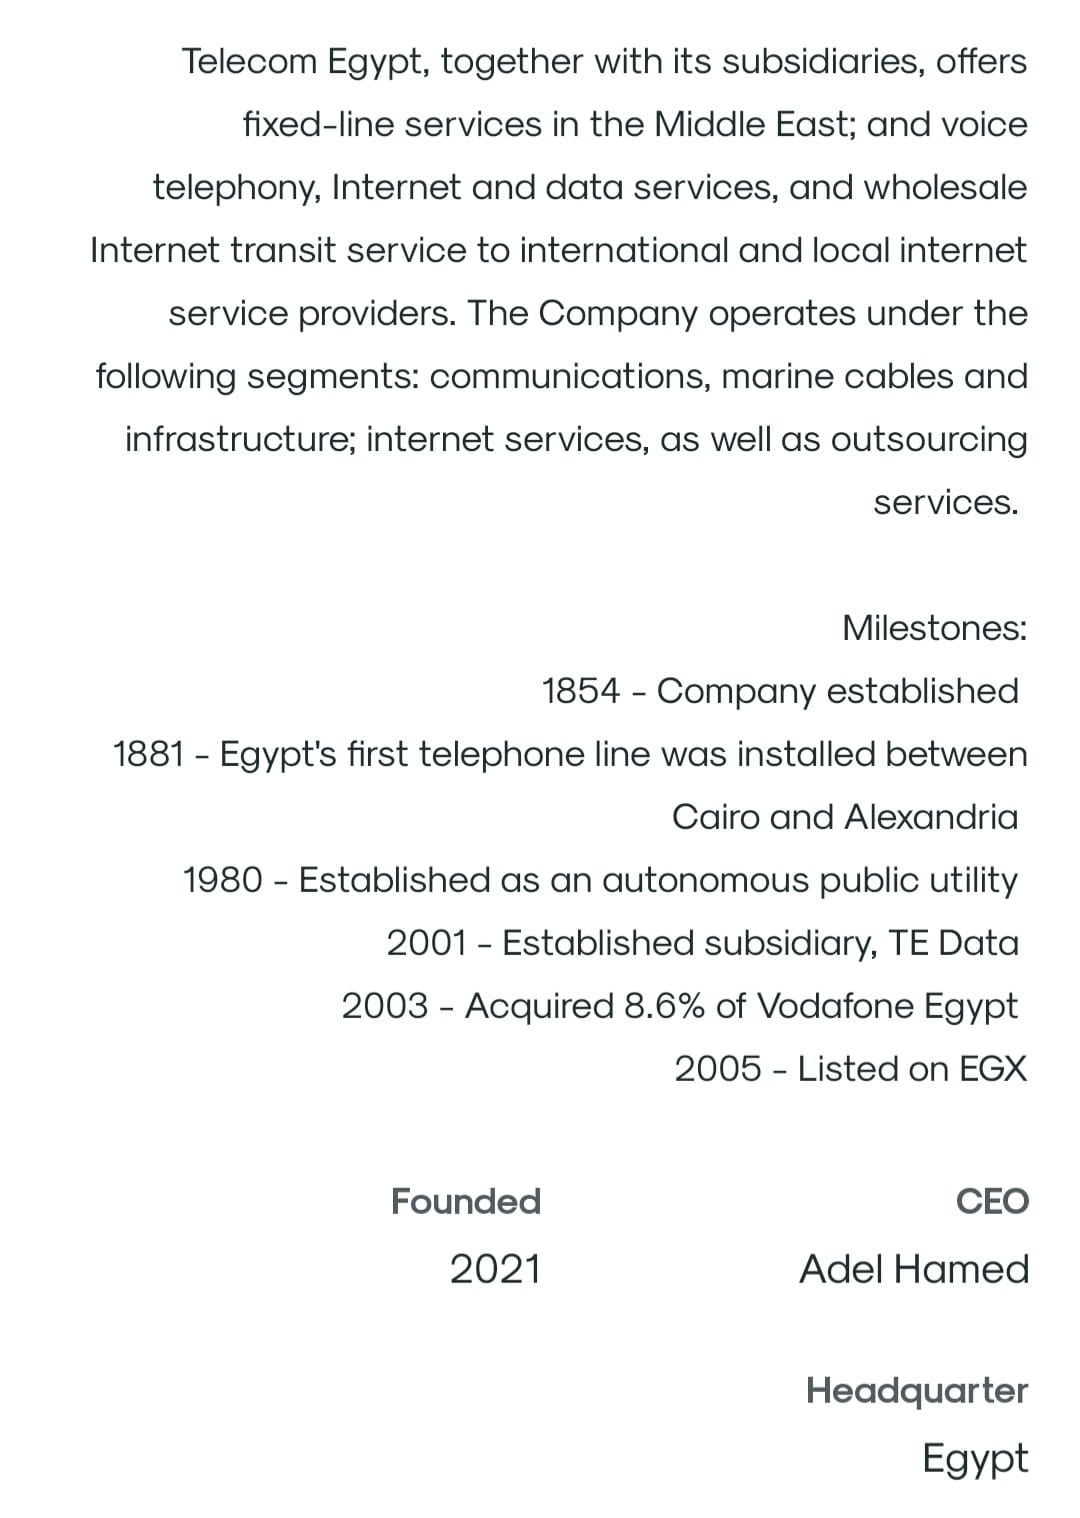 Telecom Egypt, together with its subsidiaries, offers
fixed-line services in the Middle East; and voice
telephony, Internet and data services, and wholesale
Internet transit service to international and local internet
service providers. The Company operates under the
following segments: communications, marine cables and
infrastructure; internet services, as well as outsourcing
services.
Milestones:
1854 - Company established
1881 - Egypt's first telephone line was installed between
Cairo and Alexandria
1980 - Established as an autonomous public utility
2001 - Established subsidiary, TE Data
2003 - Acquired 8.6% of Vodafone Egypt
2005 - Listed on EGX
Founded CEO
2021 Adel Hamed
Headquarter
Egypt